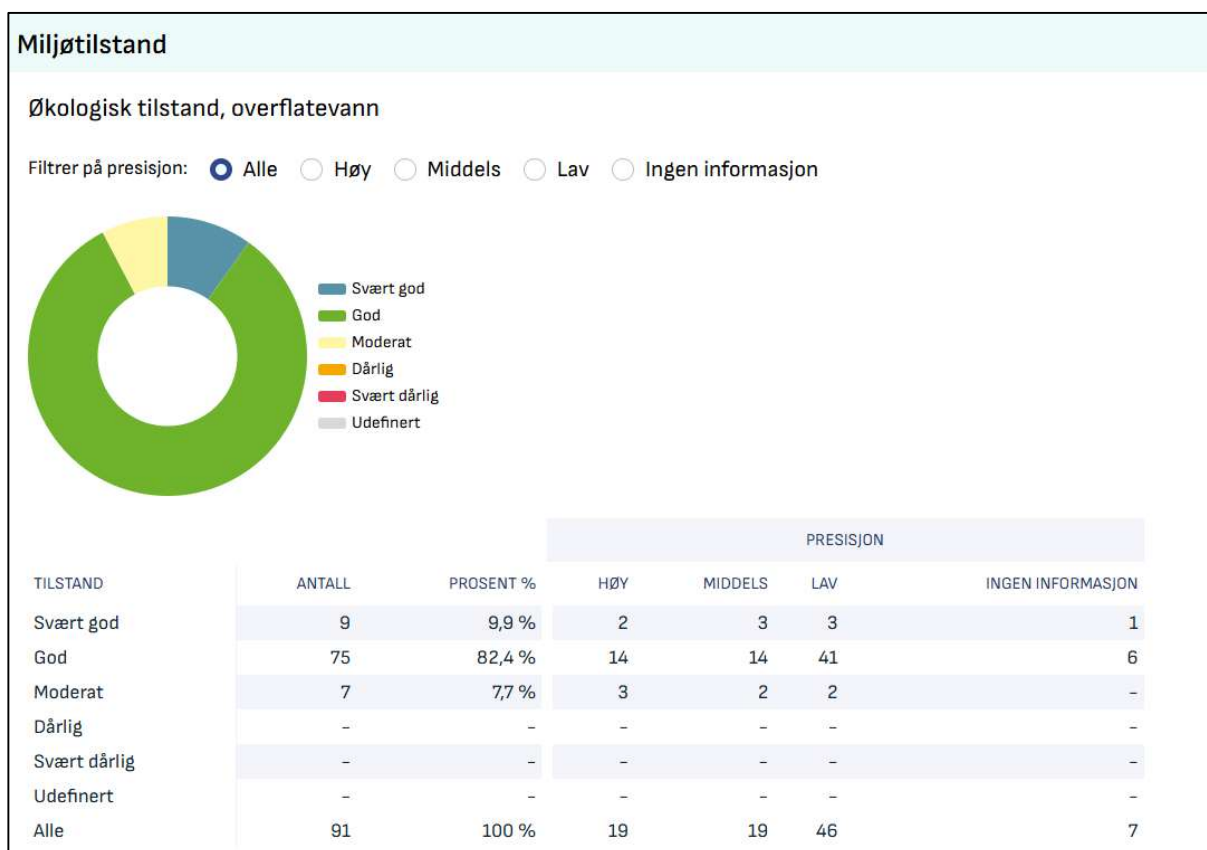 Miljøtilstand
Økologisk tilstand, overflatevann
Filtrer på presisjon: Alle Høy Middels Lav Ingen informasjon
Svært god
God
Moderat
Dårlig
Svært dårlig
Udefinert
PRESISJON
TILSTAND ANTALL PROSENT % HØY MIDDELS LAV INGEN INFORMASJON
Svært god 9 9,9 % 2 3 3 1
God 75 82,4 % 14 14 41 6
Moderat 7 7,7 % 3 2 2 -
Dårlig - - - - - -
Svært dårlig - - - - - -
Udefinert - - - - - -
Alle 91 100 % 19 19 46 7